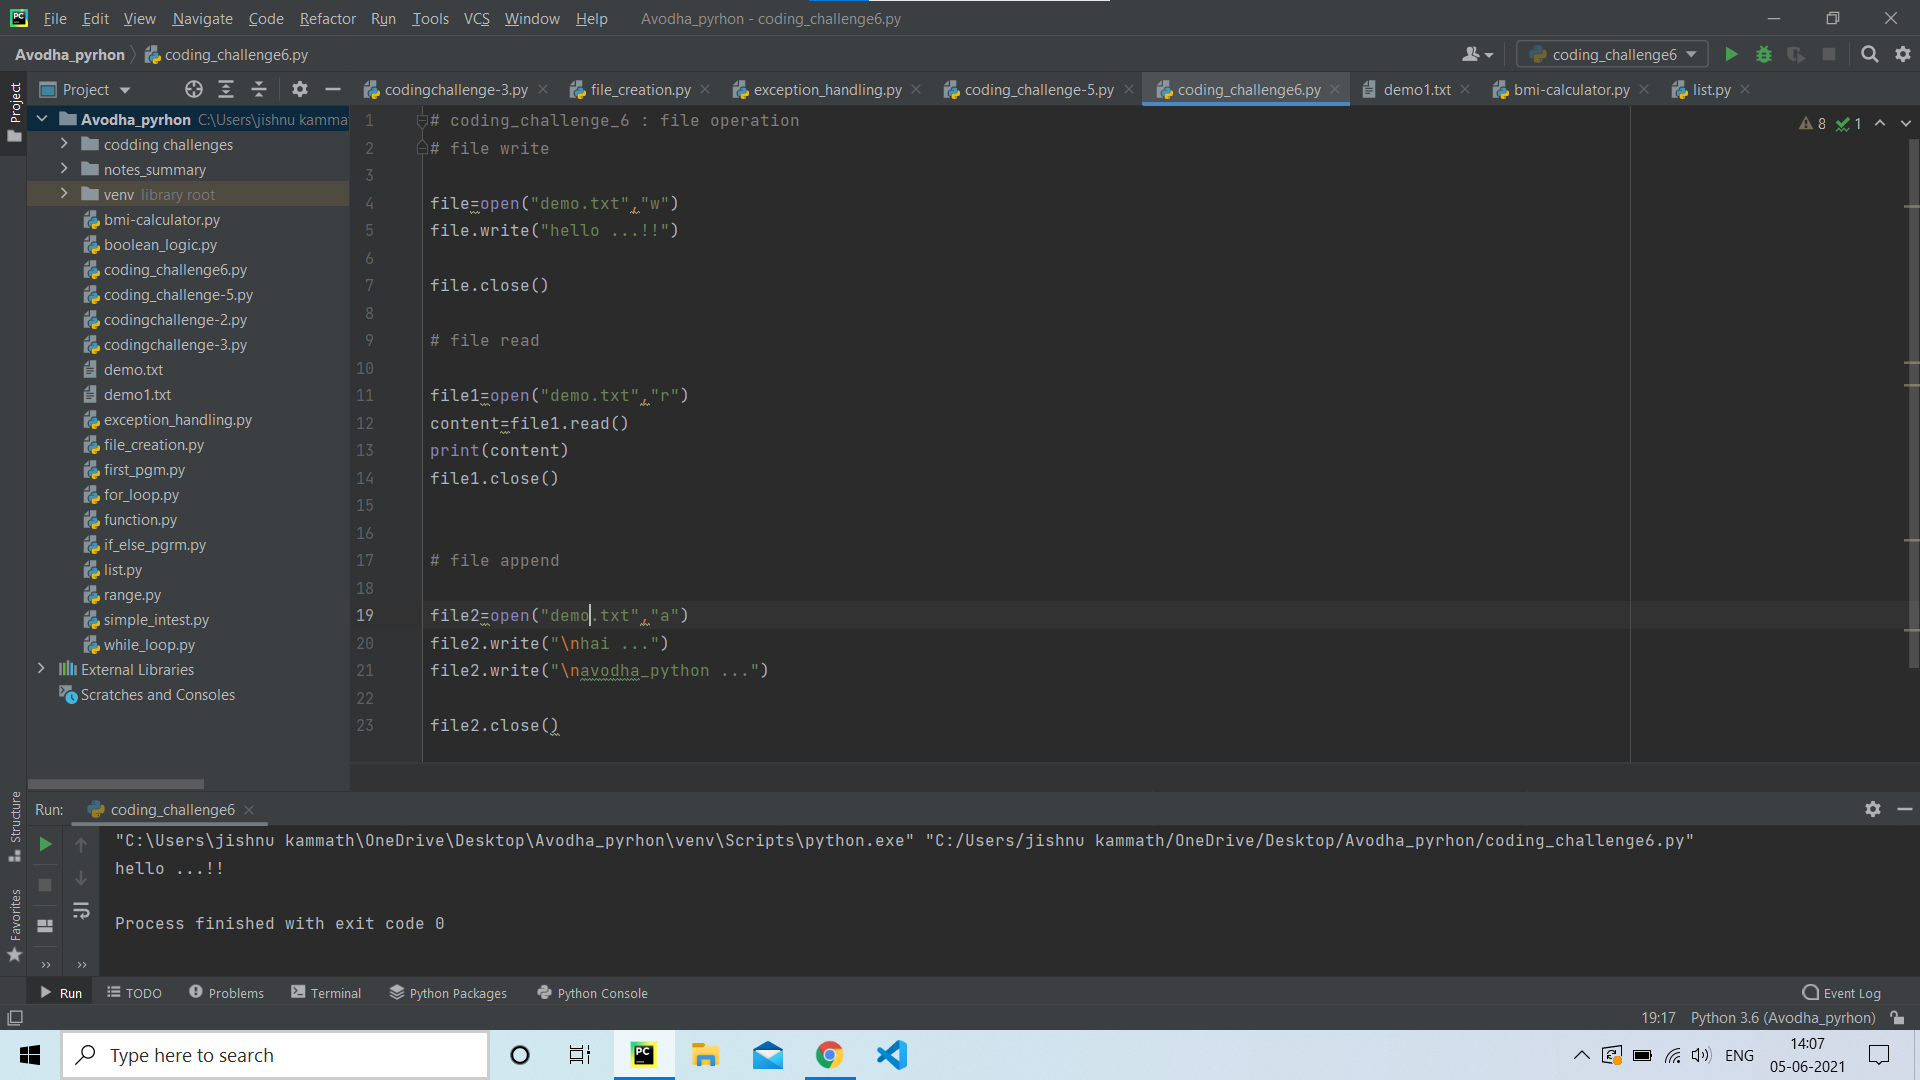 File Edit View Navigate Code Refactor Run Tools VCS Window Help Avodha_pyrhon - coding_challenge6.py
Avodha_pyrhon coding_challenge6.py coding_challenge6
Project codingchallenge-3.py file_creation.py exception_handling.py coding_challenge-5.py coding_challenge6.py demo1.txt bmi-calculator.py list.py
Project
Avodha_pyrhon C:\Users\jishnu kammat
codding challenges
notes_summary
venv library root
bmi-calculator.py
boolean_logic.py
coding_challenge6.py
coding_challenge-5.py
codingchallenge-2.py
codingchallenge-3.py
demo.txt
demo1.txt
exception_handling.py
file_creation.py
first_pgm.py
for_loop.py
function.py
if_else_pgrm.py
list.py
range.py
simple_intest.py
while_loop.py
External Libraries
Scratches and Consoles
8 1
1 # coding_challenge_6 : file operation
2 # file write
3
4 file=open("demo.txt","w")
5 file.write("hello ...!!")
6
7 file.close()
8
9 # file read
10
11 file1=open("demo.txt","r")
12 content=file1.read()
13 print(content)
14 file1.close()
15
16
17 # file append
18
19 file2=open("demo.txt","a")
20 file2.write("\nhai ...")
21 file2.write("\navodha_python ...")
22
23 file2.close()
Structure
Favorites
Run: coding_challenge6
"C:\Users\jishnu kammath\OneDrive\Desktop\Avodha_pyrhon\venv\Scripts\python.exe" "C:/Users/jishnu kammath/OneDrive/Desktop/Avodha_pyrhon/coding_challenge6.py"
hello ...!!
Process finished with exit code 0
Run TODO Problems Terminal Python Packages Python Console Event Log
19:17 Python 3.6 (Avodha_pyrhon)
Type here to search
PC
ENG
14:07
05-06-2021